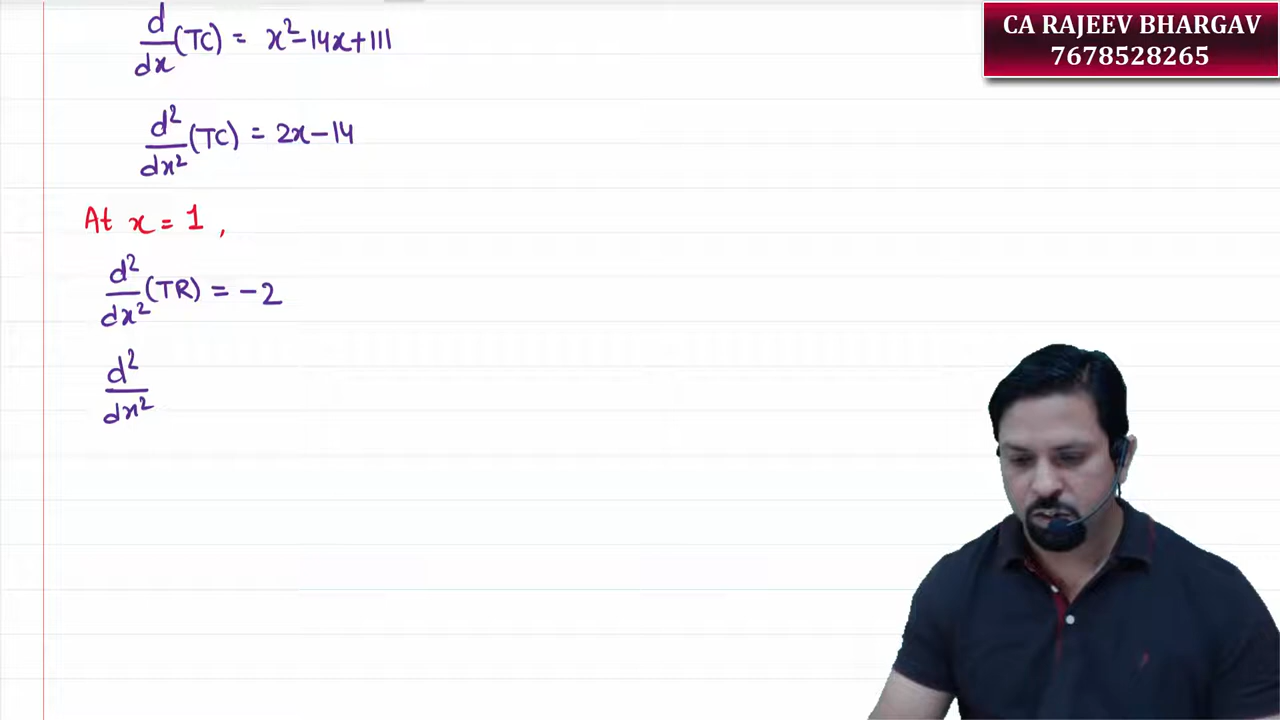 CA RAJEEV BHARGAV
7678528265
d/dx (TC) = x²-14x+111
d²/dx² (TC) = 2x-14
At x = 1 ,
d²/dx² (TR) = -2
d²/dx²